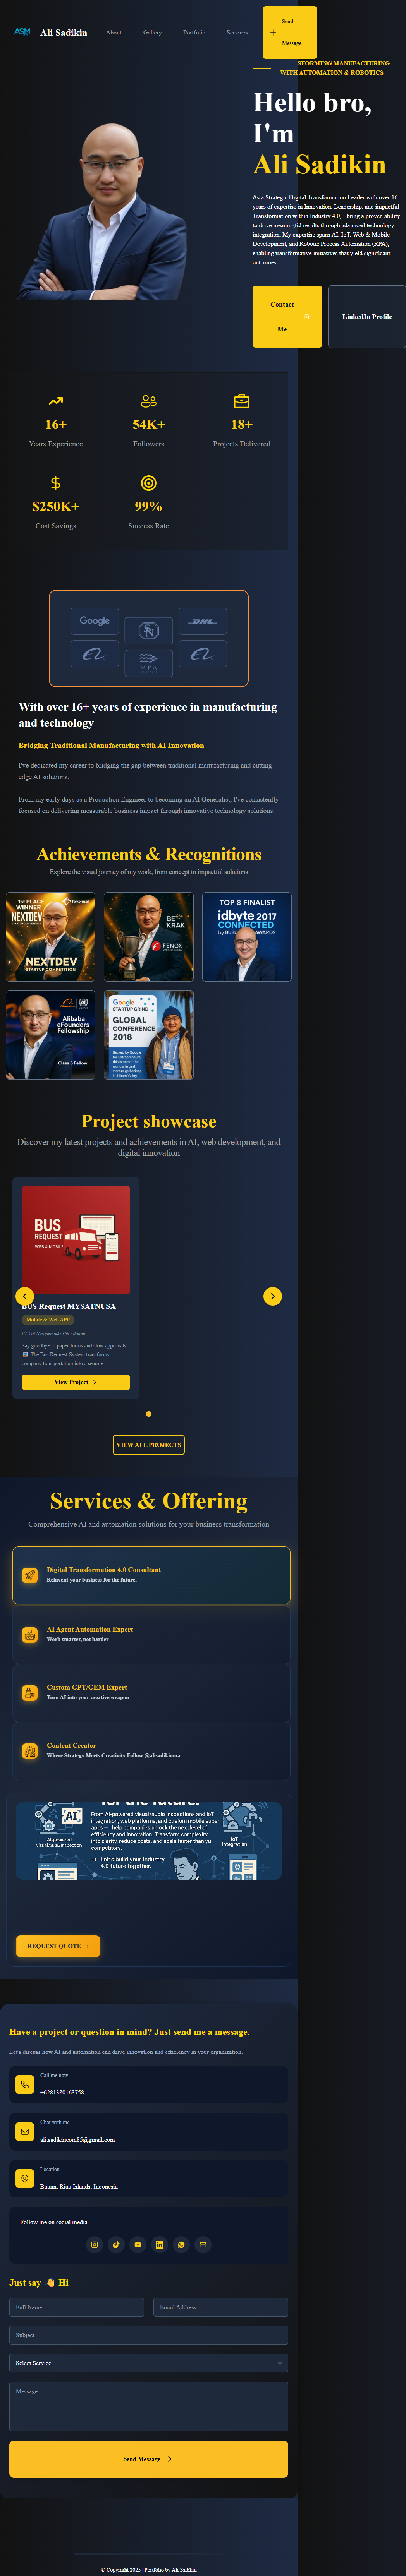 ASM
Ali Sadikin
About
Gallery
Portfolio
Services
Send
Message
SFORMING MANUFACTURING
WITH AUTOMATION & ROBOTICS
Hello bro,
I'm
Ali Sadikin
As a Strategic Digital Transformation Leader with over 16
years of expertise in Innovation, Leadership, and impactful
Transformation within Industry 4.0, I bring a proven ability
to drive meaningful results through advanced technology
integration. My expertise spans AI, IoT, Web & Mobile
Development, and Robotic Process Automation (RPA),
enabling transformative initiatives that yield significant
outcomes.
Contact
Me
LinkedIn Profile
16+
Years Experience
54K+
Followers
18+
Projects Delivered
$250K+
Cost Savings
99%
Success Rate
Google
DHL
MPA
With over 16+ years of experience in manufacturing
and technology
Bridging Traditional Manufacturing with AI Innovation
I've dedicated my career to bridging the gap between traditional manufacturing and cutting-
edge AI solutions.
From my early days as a Production Engineer to becoming an AI Generalist, I've consistently
focused on delivering measurable business impact through innovative technology solutions.
Achievements & Recognitions
Explore the visual journey of my work, from concept to impactful solutions
1st PLACE
WINNER
NEXTDEV
Telkomsel
NEXTDEV
STARTUP COMPETITION
BE
KRAK
FENOX
TOP 8 FINALIST
idbyte 2017
CONNECTED
Alibaba
eFounders
Fellowship
Class 6 Fellow
Google
STARTUP GRIND
GLOBAL
CONFERENCE
2018
Project showcase
Discover my latest projects and achievements in AI, web development, and
digital innovation
BUS
REQUEST
WEB & MOBILE
BUS Request MYSATNUSA
Mobile & Web APP
PT. Sat Nusapersada Tbk • Batam
Say goodbye to paper forms and slow approvals!
The Bus Request System transforms
company transportation into a seamle...
View Project
VIEW ALL PROJECTS
Services & Offering
Comprehensive AI and automation solutions for your business transformation
Digital Transformation 4.0 Consultant
Reinvent your business for the future.
AI Agent Automation Expert
Work smarter, not harder
Custom GPT/GEM Expert
Turn AI into your creative weapon
Content Creator
Where Strategy Meets Creativity Follow @alisadikinma
for the modern factory
AI
AI-powered
visual/audio inspection
From AI-powered visual/audio inspections and IoT
integration, to web platforms, and custom mobile super
apps — I help companies unlock the next level of
efficiency and innovation. Transform complexity
into clarity, reduce costs, and scale faster than you
competitors.
→ Let's build your Industry
4.0 future together.
IoT
integration
REQUEST QUOTE →
Have a project or question in mind? Just send me a message.
Let's discuss how AI and automation can drive innovation and efficiency in your organization.
Call me now
+6281380163758
Chat with me
ali.sadikincom85@gmail.com
Location
Batam, Riau Islands, Indonesia
Follow me on social media
Just say 👋 Hi
Full Name
Email Address
Subject
Select Service
Message
Send Message
© Copyright 2025 | Portfolio by Ali Sadikin